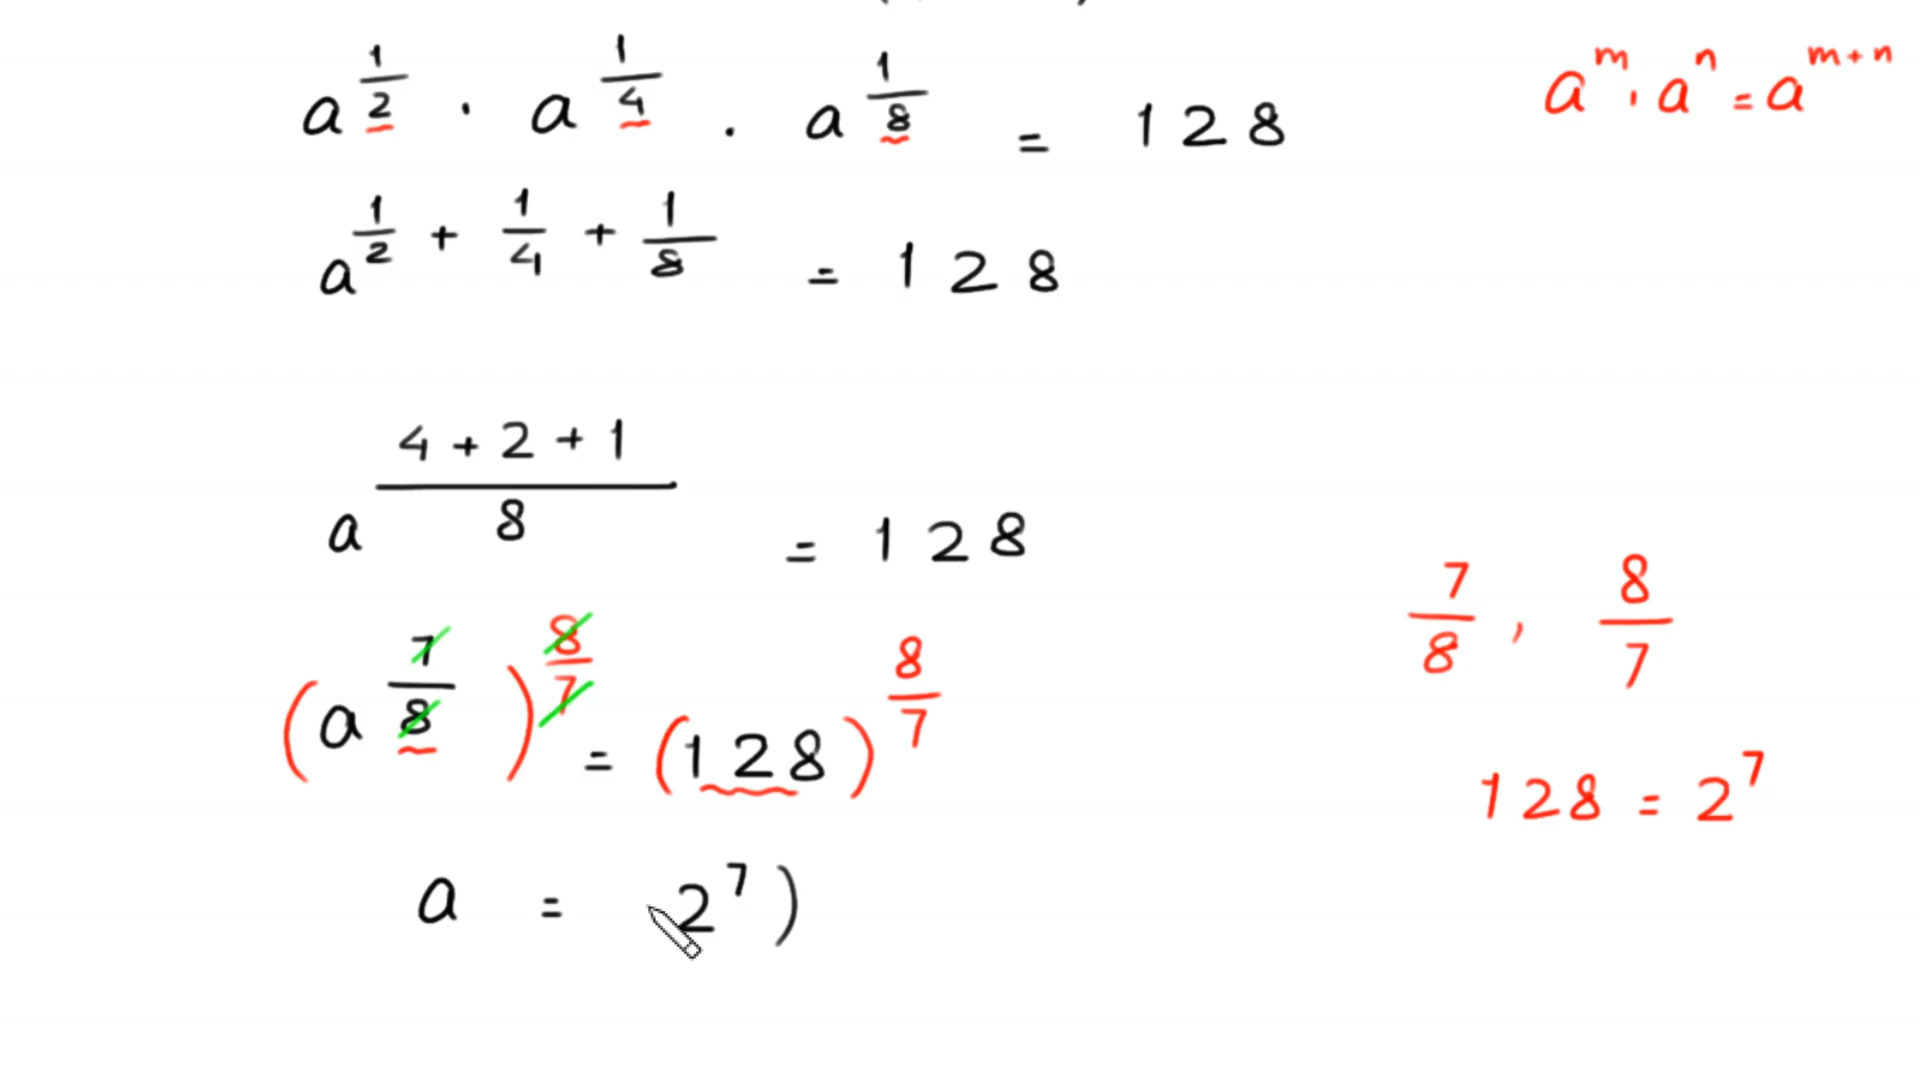 a^(1/2) · a^(1/4) . a^(1/8) = 128
a^m · a^n = a^(m+n)
a^(1/2 + 1/4 + 1/8) = 128
a^((4+2+1)/8) = 128
7/8 , 8/7
(a^(7/8))^(8/7) = (128)^(8/7)
128 = 2^7
a = 2^7)